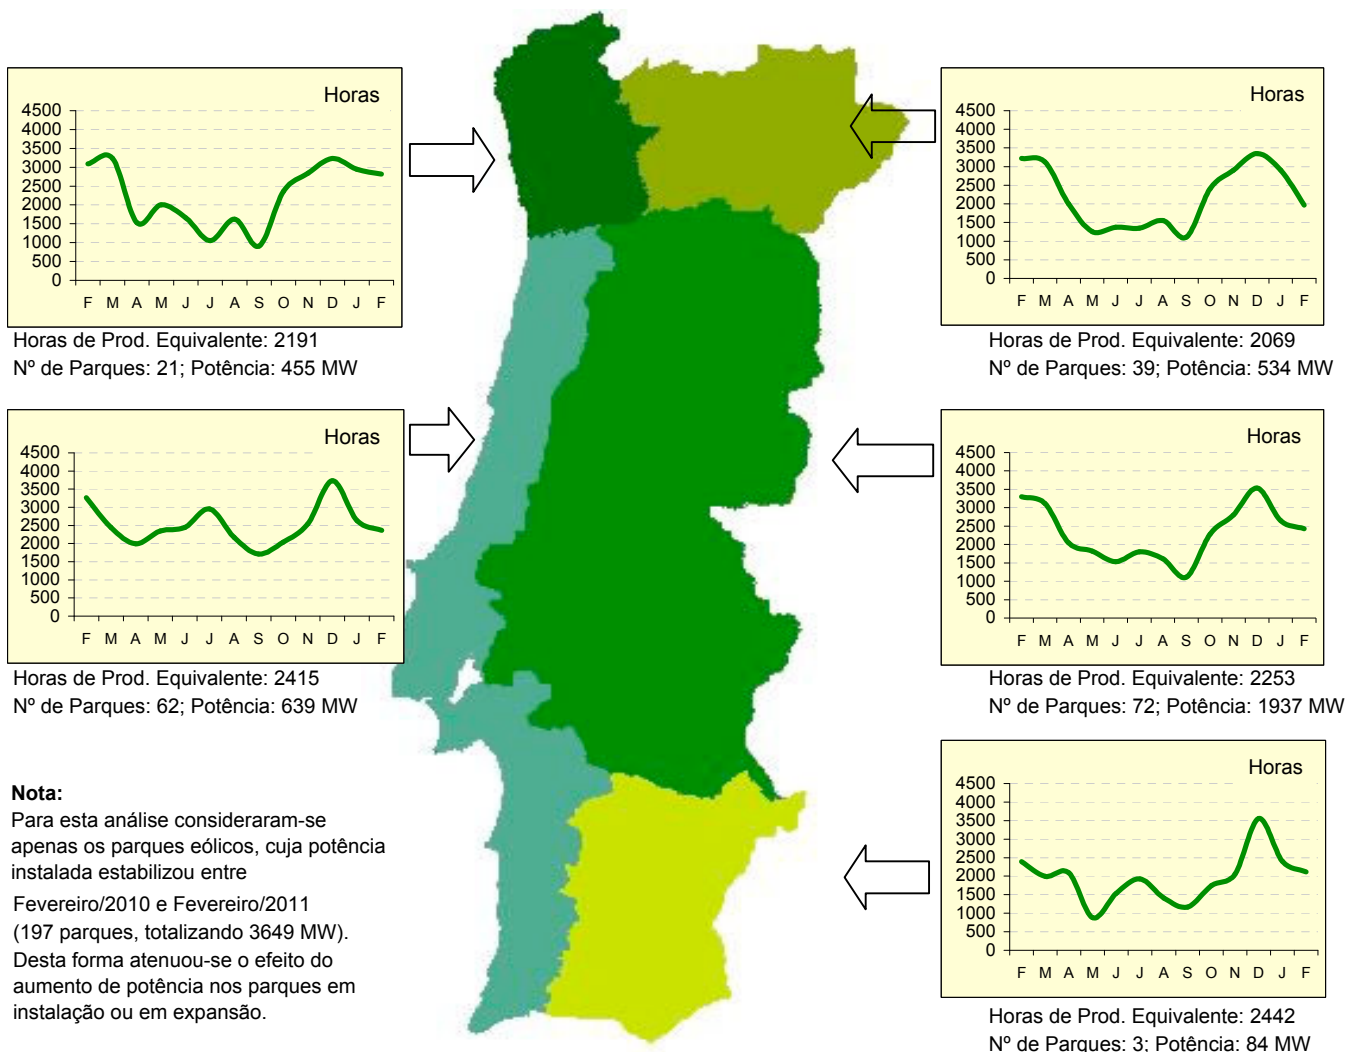 Horas
4500
4000
3500
3000
2500
2000
1500
1000
500
0
F M A M J J A S O N D J F
Horas de Prod. Equivalente: 2191
Nº de Parques: 21; Potência: 455 MW
Horas
4500
4000
3500
3000
2500
2000
1500
1000
500
0
F M A M J J A S O N D J F
Horas de Prod. Equivalente: 2069
Nº de Parques: 39; Potência: 534 MW
Horas
4500
4000
3500
3000
2500
2000
1500
1000
500
0
F M A M J J A S O N D J F
Horas de Prod. Equivalente: 2415
Nº de Parques: 62; Potência: 639 MW
Horas
4500
4000
3500
3000
2500
2000
1500
1000
500
0
F M A M J J A S O N D J F
Horas de Prod. Equivalente: 2253
Nº de Parques: 72; Potência: 1937 MW
Nota:
Para esta análise consideraram-se
apenas os parques eólicos, cuja potência
instalada estabilizou entre
Fevereiro/2010 e Fevereiro/2011
(197 parques, totalizando 3649 MW).
Desta forma atenuou-se o efeito do
aumento de potência nos parques em
instalação ou em expansão.
Horas
4500
4000
3500
3000
2500
2000
1500
1000
500
0
F M A M J J A S O N D J F
Horas de Prod. Equivalente: 2442
Nº de Parques: 3; Potência: 84 MW